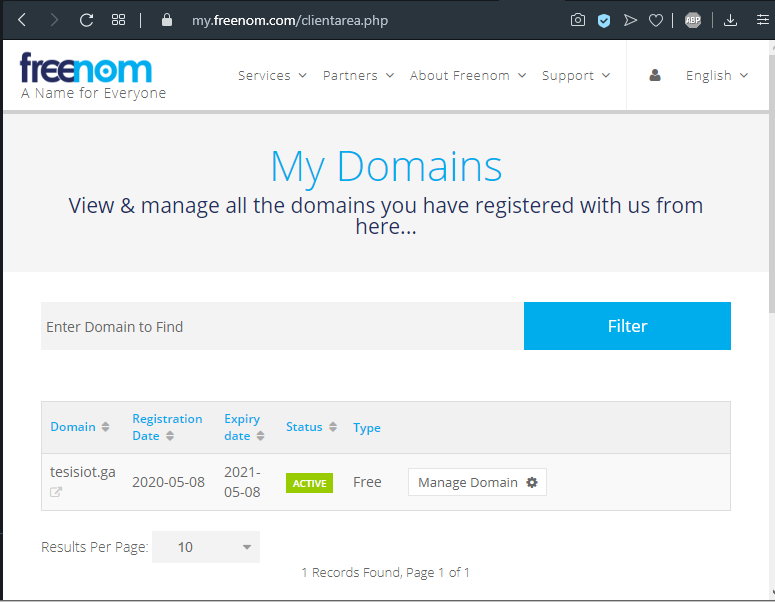 my.freenom.com/clientarea.php
ABP
freenom
A Name for Everyone
Services Partners About Freenom Support English
My Domains
View & manage all the domains you have registered with us from
here...
Enter Domain to Find Filter
Domain Registration Date Expiry date Status Type
tesisiot.ga 2020-05-08 2021-05-08 ACTIVE Free Manage Domain
Results Per Page: 10
1 Records Found, Page 1 of 1